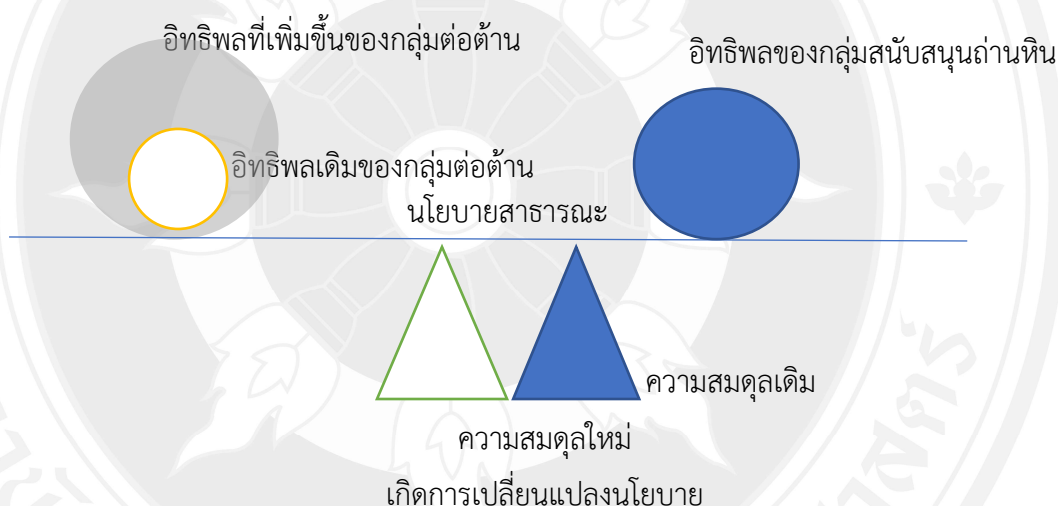 อิทธิพลที่เพิ่มขึ้นของกลุ่มต่อต้าน
อิทธิพลของกลุ่มสนับสนุนถ่านหิน
อิทธิพลเดิมของกลุ่มต่อต้าน
นโยบายสาธารณะ
ความสมดุลเดิม
ความสมดุลใหม่
เกิดการเปลี่ยนแปลงนโยบาย